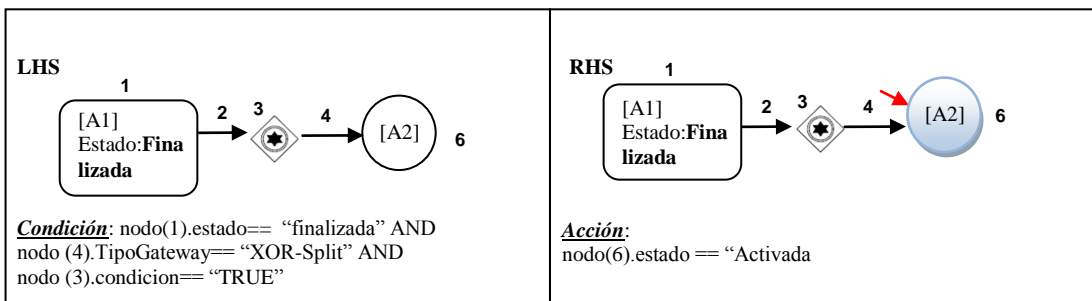 LHS
1
2
3
4
[A1]
Estado:Fina
lizada
[A2]
6
Condición: nodo(1).estado== “finalizada” AND
nodo (4).TipoGateway== “XOR-Split” AND
nodo (3).condicion== “TRUE”
RHS
1
2
3
4
[A1]
Estado:Fina
lizada
[A2]
6
Acción:
nodo(6).estado == “Activada